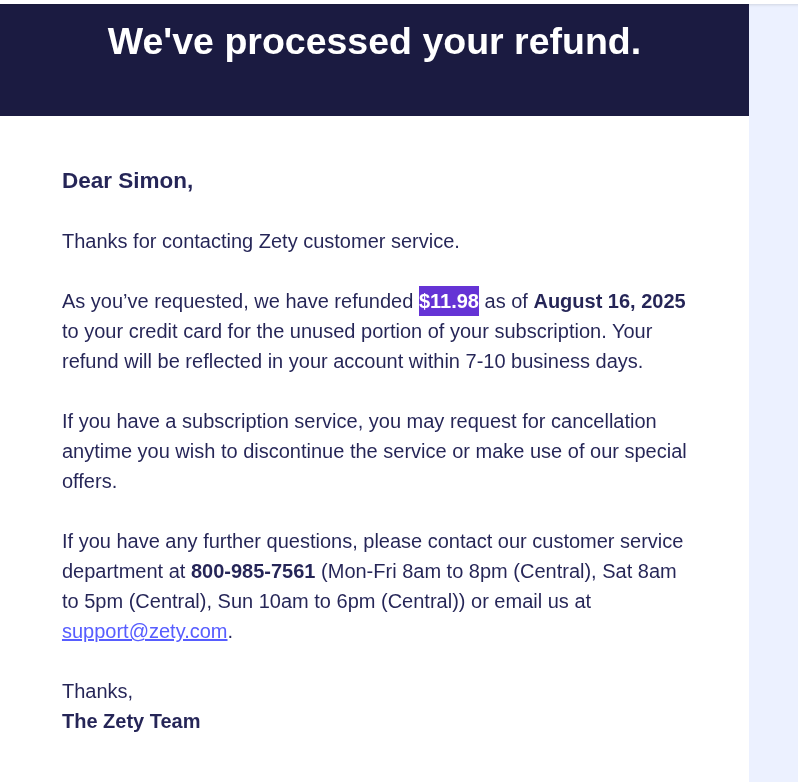 We've processed your refund.
Dear Simon,
Thanks for contacting Zety customer service.
As you’ve requested, we have refunded $11.98 as of August 16, 2025
to your credit card for the unused portion of your subscription. Your
refund will be reflected in your account within 7-10 business days.
If you have a subscription service, you may request for cancellation
anytime you wish to discontinue the service or make use of our special
offers.
If you have any further questions, please contact our customer service
department at 800-985-7561 (Mon-Fri 8am to 8pm (Central), Sat 8am
to 5pm (Central), Sun 10am to 6pm (Central)) or email us at
support@zety.com.
Thanks,
The Zety Team